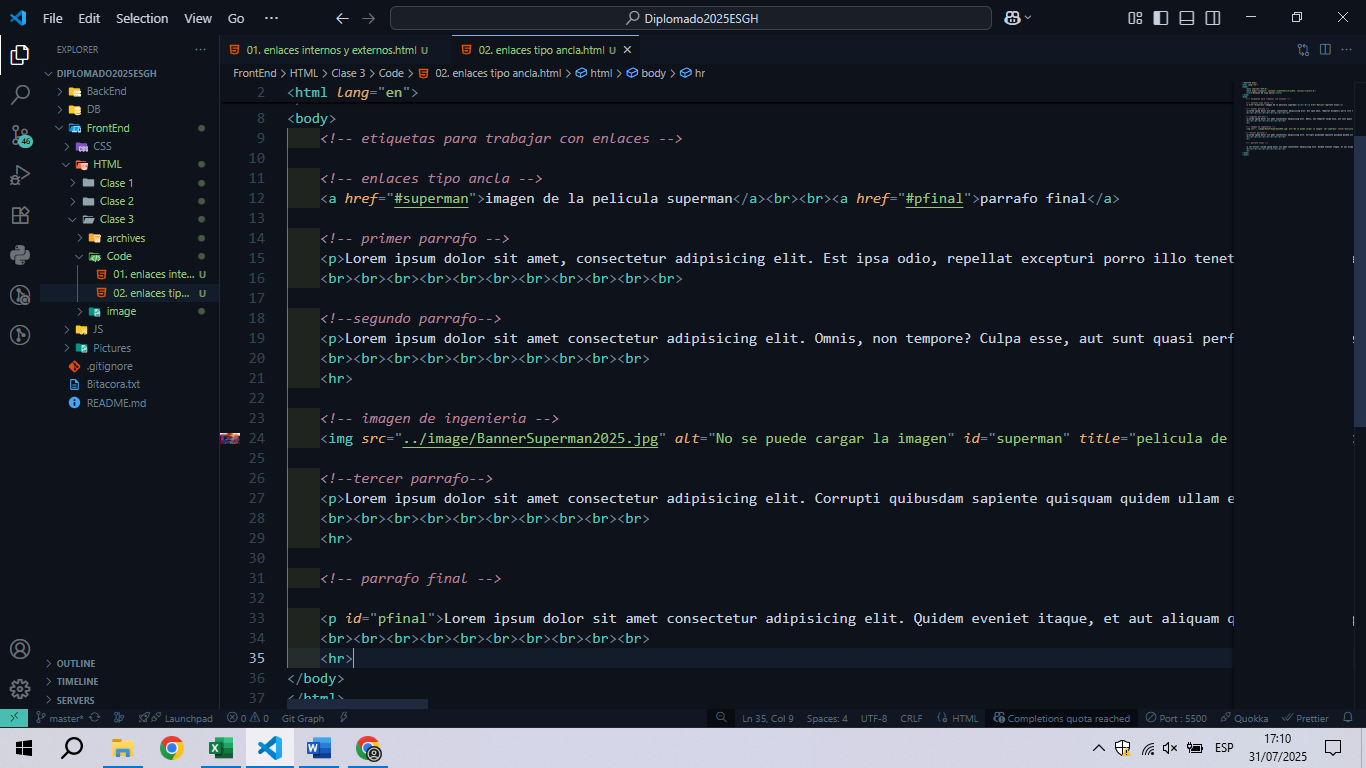 File Edit Selection View Go ··· Diplomado2025ESGH
EXPLORER ···
DIPLOMADO2025ESGH
BackEnd
DB
FrontEnd
CSS
HTML
Clase 1
Clase 2
Clase 3
archives
Code
01. enlaces inte... U
02. enlaces tip... U
image
JS
Pictures
.gitignore
Bitacora.txt
README.md
OUTLINE
TIMELINE
SERVERS
46
01. enlaces internos y externos.html U
02. enlaces tipo ancla.html U
FrontEnd > HTML > Clase 3 > Code > 02. enlaces tipo ancla.html > html > body > hr
2 <html lang="en">
8 <body>
9 <!-- etiquetas para trabajar con enlaces -->
10
11 <!-- enlaces tipo ancla -->
12 <a href="#superman">imagen de la pelicula superman</a><br><br><a href="#pfinal">parrafo final</a>
13
14 <!-- primer parrafo -->
15 <p>Lorem ipsum dolor sit amet, consectetur adipisicing elit. Est ipsa odio, repellat excepturi porro illo tenet
16 <br><br><br><br><br><br><br><br><br><br><br>
17
18 <!--segundo parrafo-->
19 <p>Lorem ipsum dolor sit amet consectetur adipisicing elit. Omnis, non tempore? Culpa esse, aut sunt quasi perf
20 <br><br><br><br><br><br><br><br><br><br>
21 <hr>
22
23 <!-- imagen de ingenieria -->
24 <img src="../image/BannerSuperman2025.jpg" alt="No se puede cargar la imagen" id="superman" title="pelicula de
25
26 <!--tercer parrafo-->
27 <p>Lorem ipsum dolor sit amet consectetur adipisicing elit. Corrupti quibusdam sapiente quisquam quidem ullam e
28 <br><br><br><br><br><br><br><br><br><br>
29 <hr>
30
31 <!-- parrafo final -->
32
33 <p id="pfinal">Lorem ipsum dolor sit amet consectetur adipisicing elit. Quidem eveniet itaque, et aut aliquam q
34 <br><br><br><br><br><br><br><br><br><br>
35 <hr>
36 </body>
37 </html>
master* Launchpad 0 0 Git Graph Ln 35, Col 9 Spaces: 4 UTF-8 CRLF HTML Completions quota reached Port : 5500 Quokka Prettier
ESP 17:10
31/07/2025